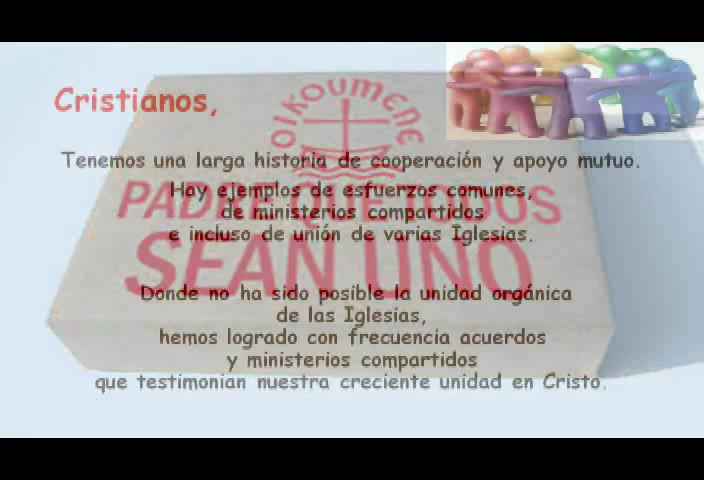 Cristianos,
OIKOUMENE
Tenemos una larga historia de cooperación y apoyo mutuo.
Hay ejemplos de esfuerzos comunes,
PADRE QUE TODOS
de ministerios compartidos
e incluso de unión de varias Iglesias.
SEAN UNO
Donde no ha sido posible la unidad orgánica
de las Iglesias,
hemos logrado con frecuencia acuerdos
y ministerios compartidos
que testimonian nuestra creciente unidad en Cristo.